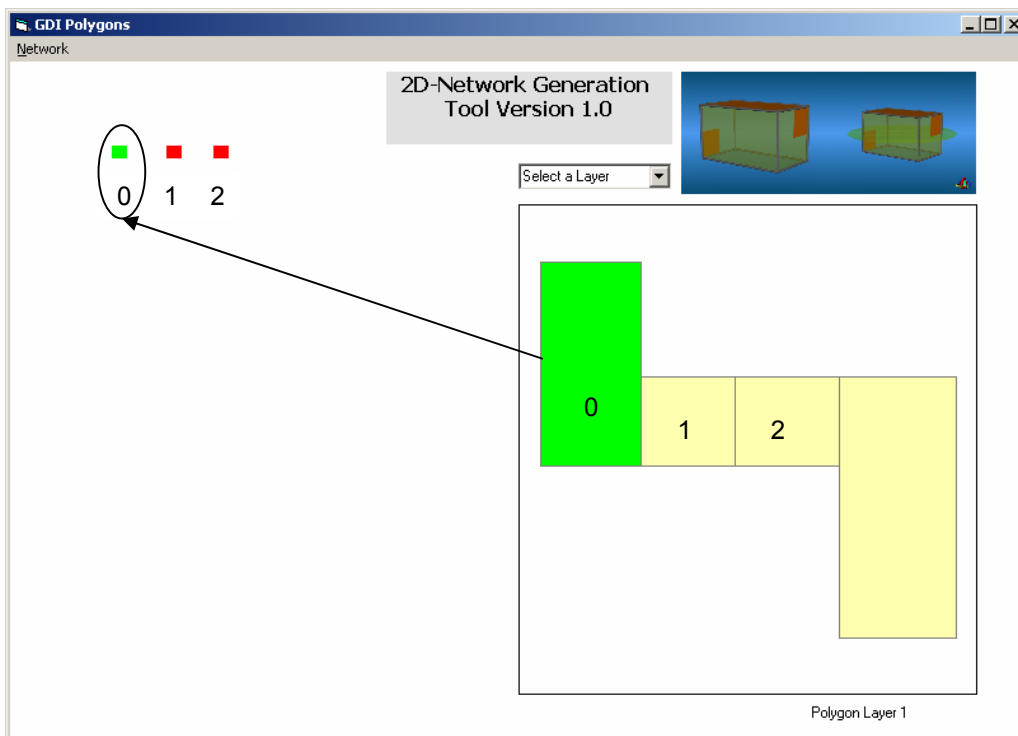 GDI Polygons
Network
2D-Network Generation
Tool Version 1.0
Select a Layer
0 1 2
0
1 2
Polygon Layer 1